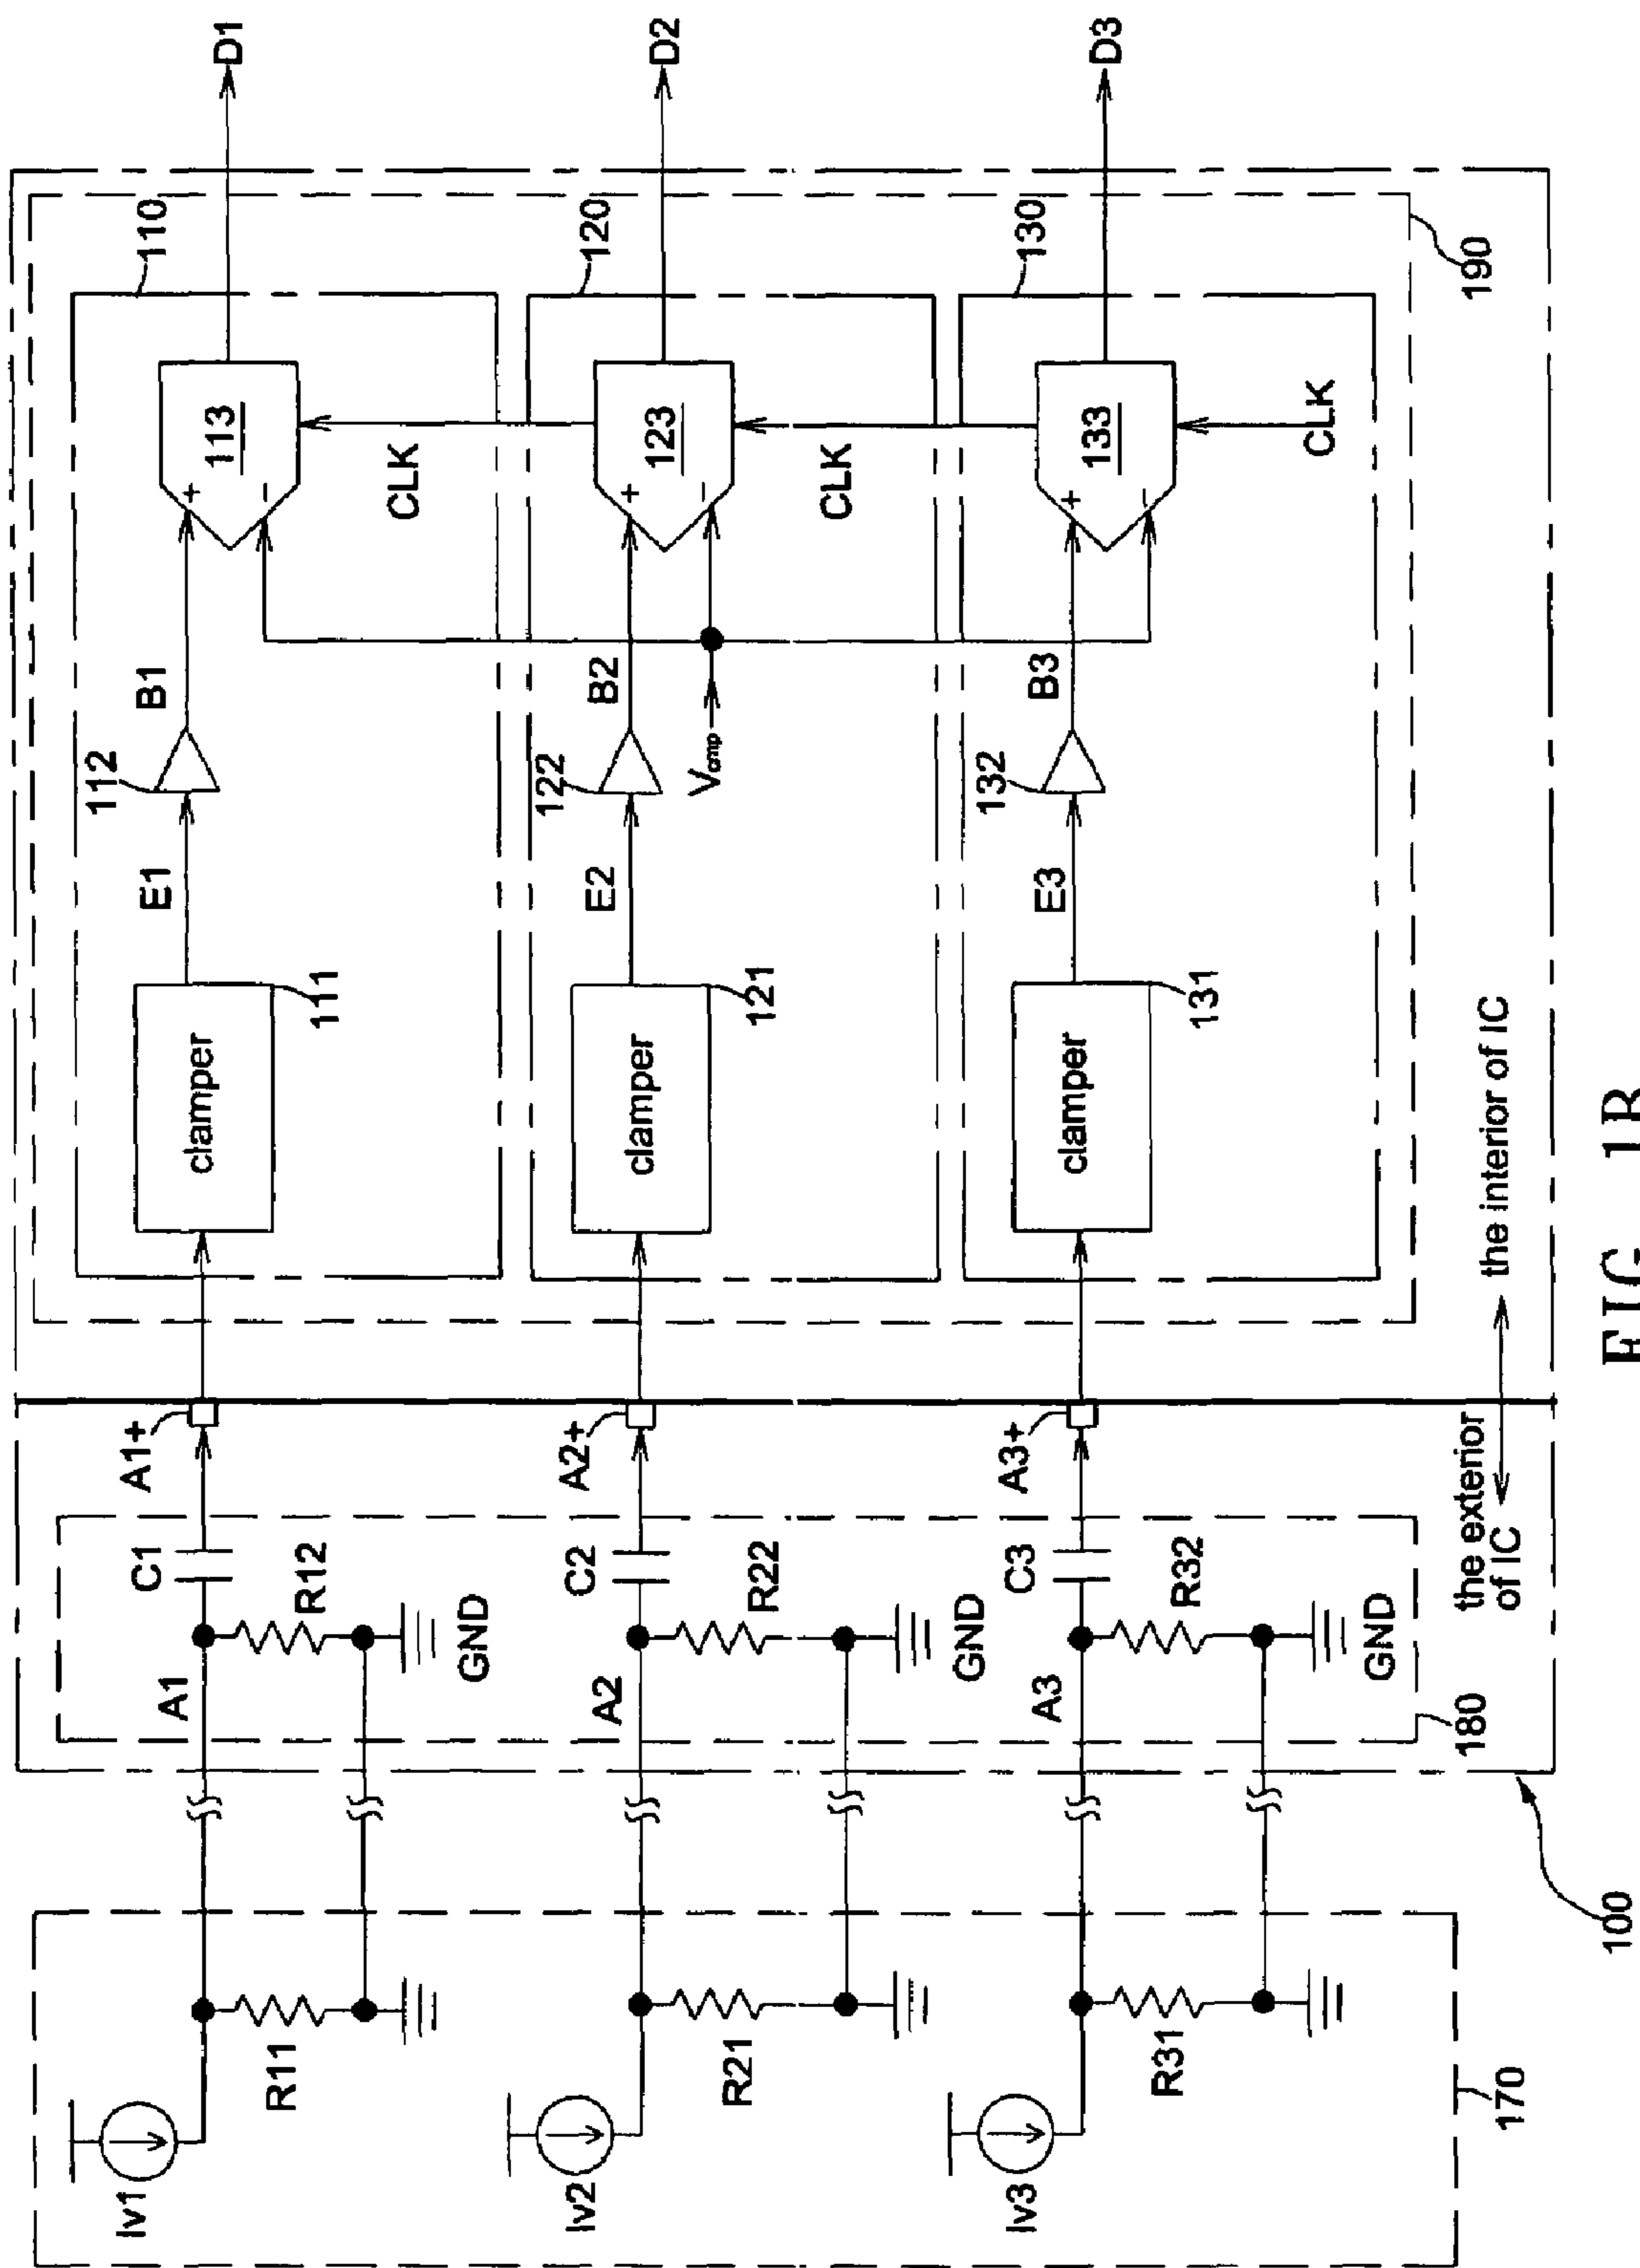 Iv1
R11
A1
C1
R12
GND
A1+
clamper
111
E1
112
B1
+
−
113
CLK
110
D1
Iv2
R21
A2
C2
R22
GND
A2+
clamper
121
E2
122
B2
Vcmp
+
−
123
CLK
120
D2
Iv3
R31
A3
C3
R32
GND
A3+
clamper
131
E3
132
B3
+
−
133
CLK
130
D3
170
100
180
190
the exterior
of IC
the interior of IC
FIG. 1B